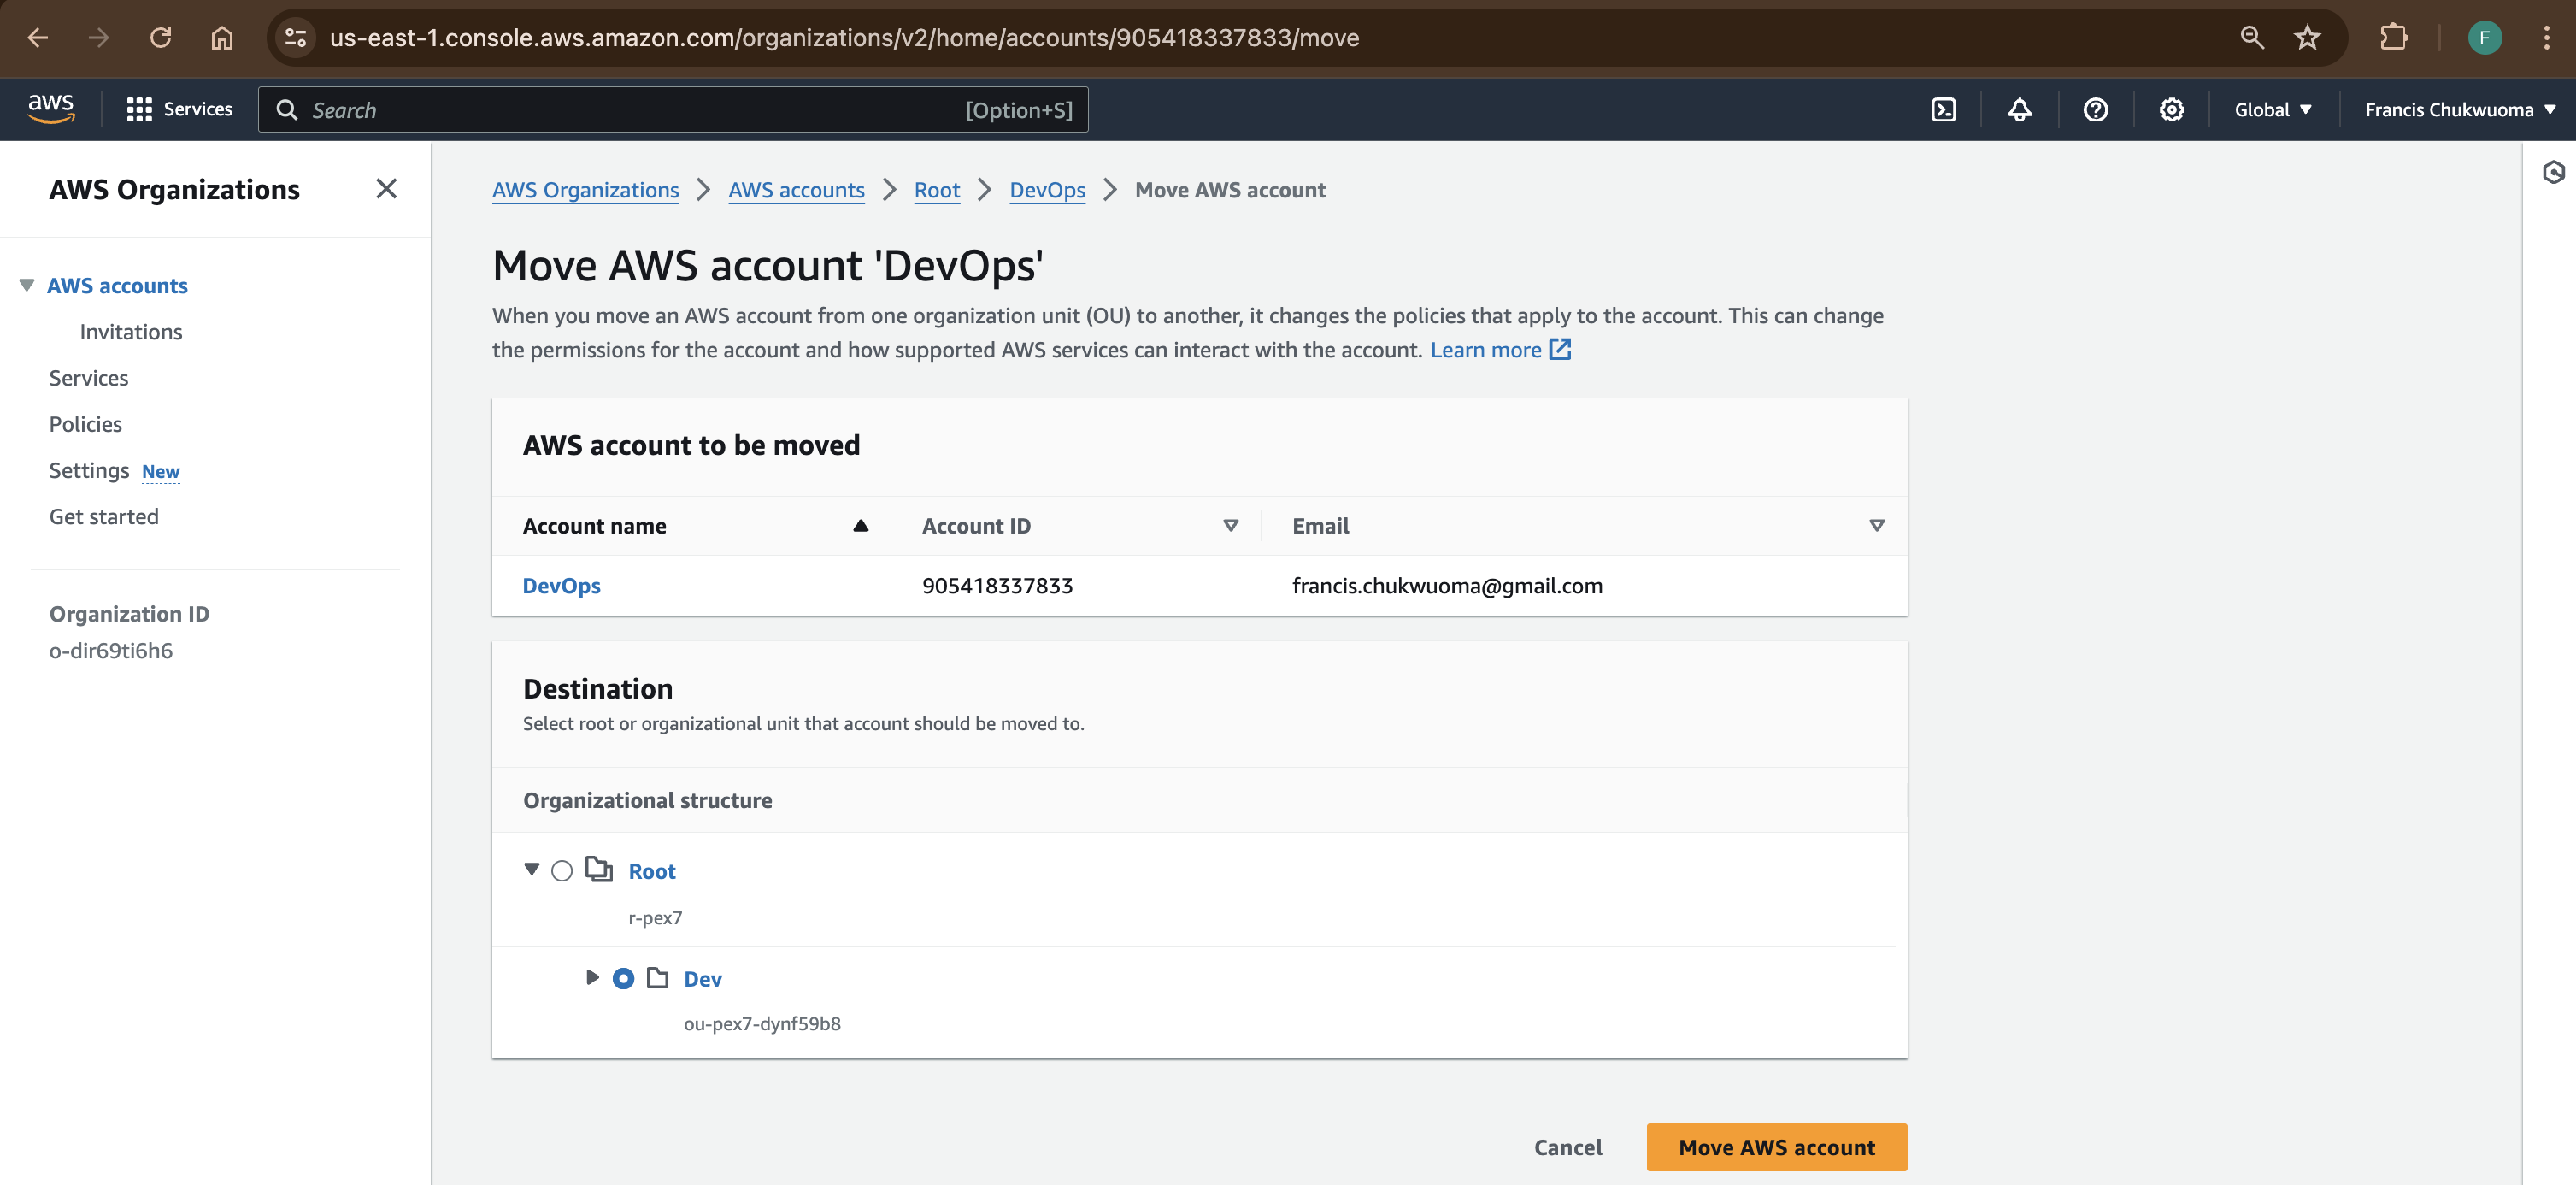 us-east-1.console.aws.amazon.com/organizations/v2/home/accounts/905418337833/move
F
aws
Services
Search
[Option+S]
Global
Francis Chukwuoma
AWS Organizations
AWS accounts
Invitations
Services
Policies
Settings New
Get started
Organization ID
o-dir69ti6h6
AWS Organizations > AWS accounts > Root > DevOps > Move AWS account
Move AWS account 'DevOps'
When you move an AWS account from one organization unit (OU) to another, it changes the policies that apply to the account. This can change
the permissions for the account and how supported AWS services can interact with the account. Learn more
AWS account to be moved
Account name Account ID Email
DevOps 905418337833 francis.chukwuoma@gmail.com
Destination
Select root or organizational unit that account should be moved to.
Organizational structure
Root
r-pex7
Dev
ou-pex7-dynf59b8
Cancel
Move AWS account